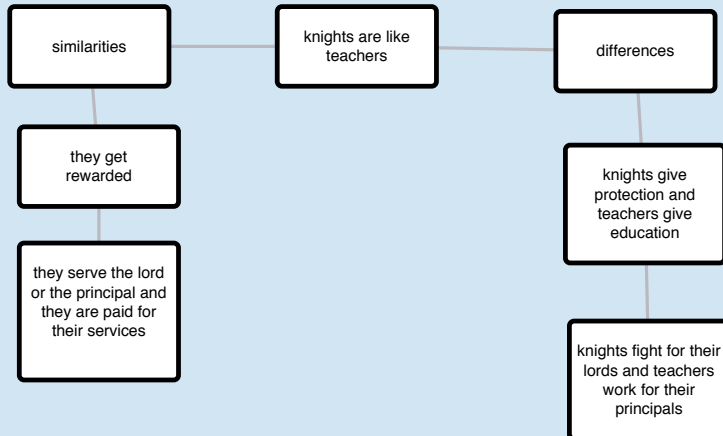 similarities
knights are like
teachers
differences
they get
rewarded
knights give
protection and
teachers give
education
they serve the lord
or the principal and
they are paid for
their services
knights fight for their
lords and teachers
work for their
principals